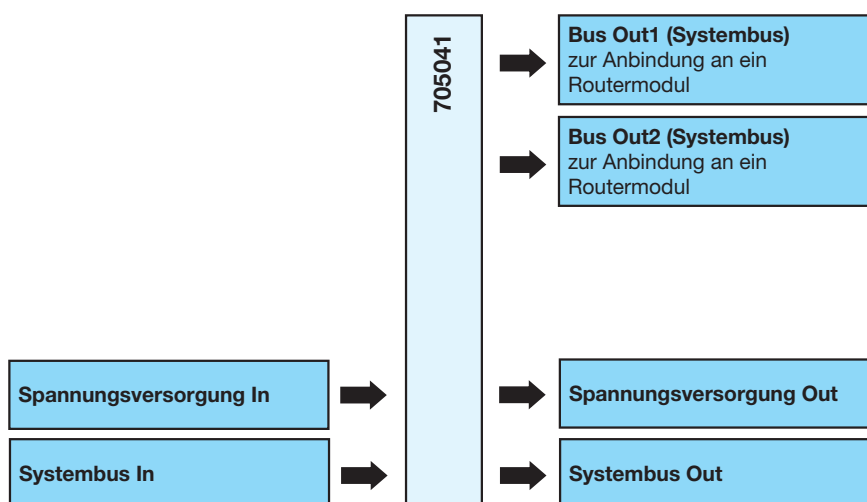 705041
Bus Out1 (Systembus)
zur Anbindung an ein
Routermodul
Bus Out2 (Systembus)
zur Anbindung an ein
Routermodul
Spannungsversorgung In
Spannungsversorgung Out
Systembus In
Systembus Out